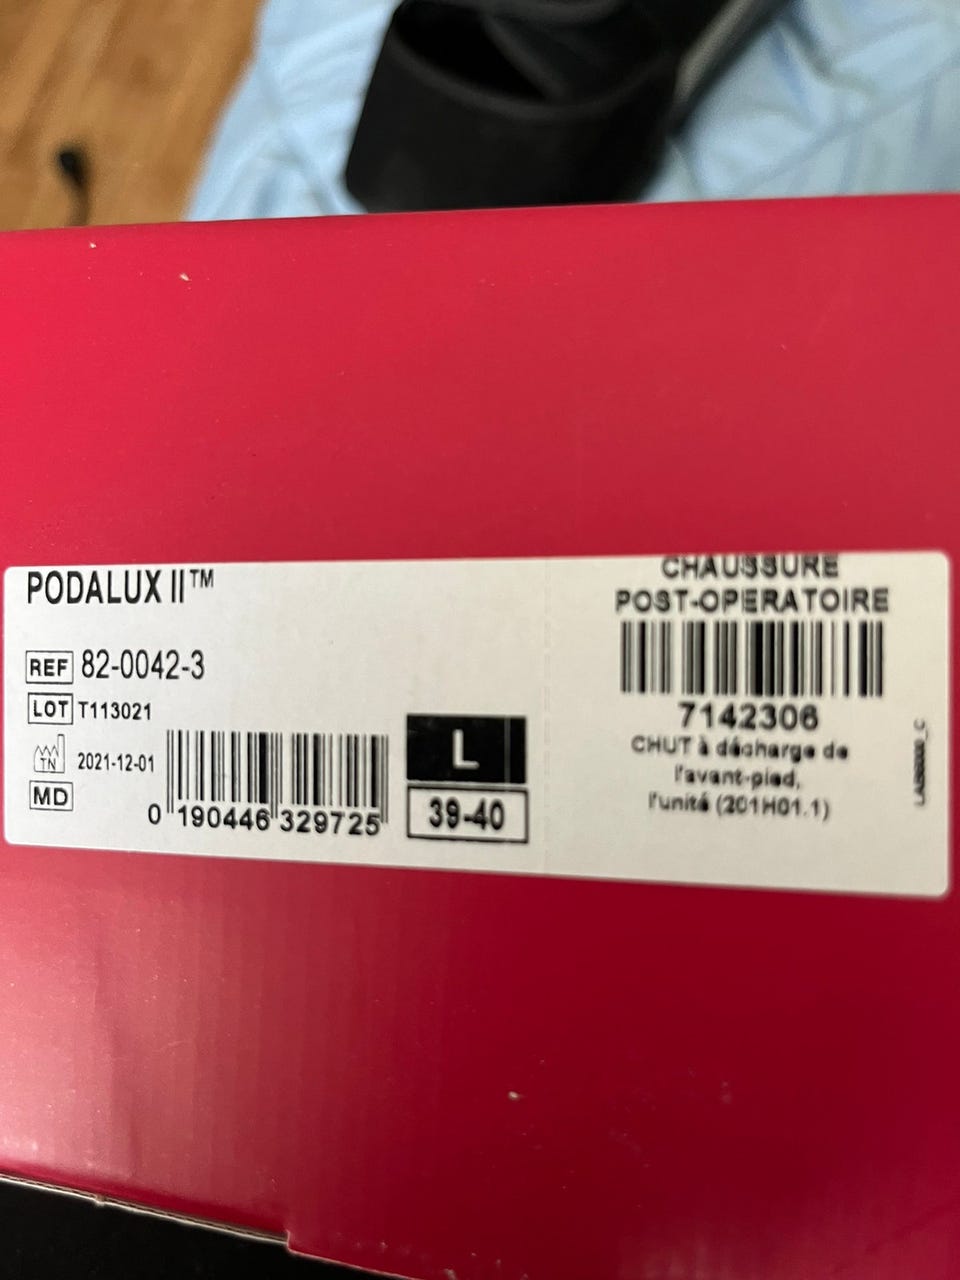 PODALUX II™
REF 82-0042-3
LOT T113021
TN 2021-12-01
MD
0 190446 329725
L
39-40
CHAUSSURE
POST-OPERATOIRE
7142306
CHUT à décharge de
l'avant-pied,
l'unité (201H01.1)